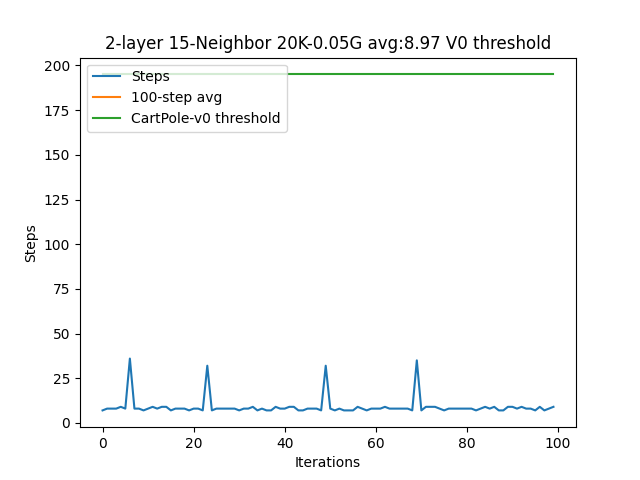 2-layer 15-Neighbor 20K-0.05G avg:8.97 V0 threshold
200
175
150
125
100
75
50
25
0
Steps
Steps
100-step avg
CartPole-v0 threshold
0 20 40 60 80 100
Iterations